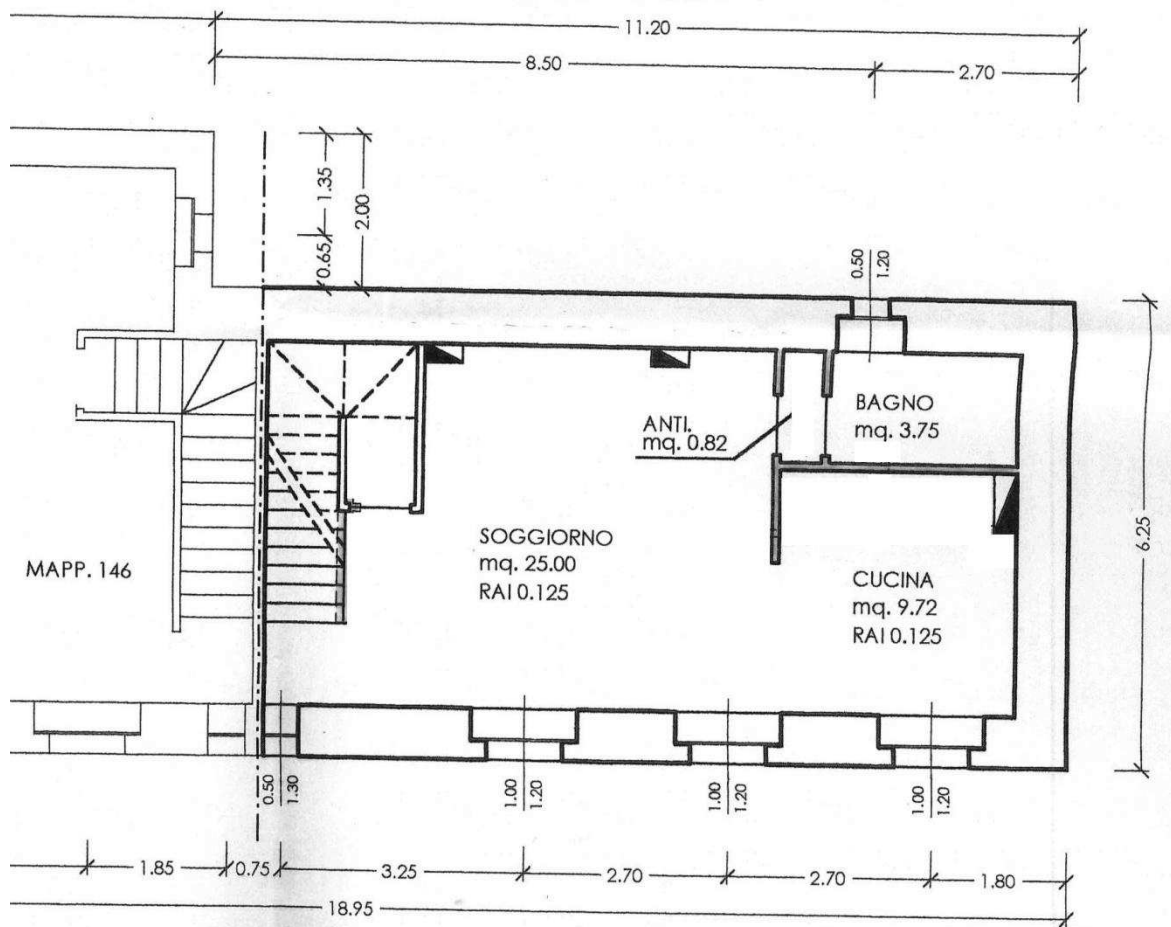 11.20
8.50
2.70
1.35
2.00
0.65
0.50
1.20
ANTI.
mq. 0.82
BAGNO
mq. 3.75
SOGGIORNO
mq. 25.00
RAI 0.125
CUCINA
mq. 9.72
RAI 0.125
MAPP. 146
6.25
0.50
1.30
1.00
1.20
1.00
1.20
1.00
1.20
1.85
0.75
3.25
2.70
2.70
1.80
18.95